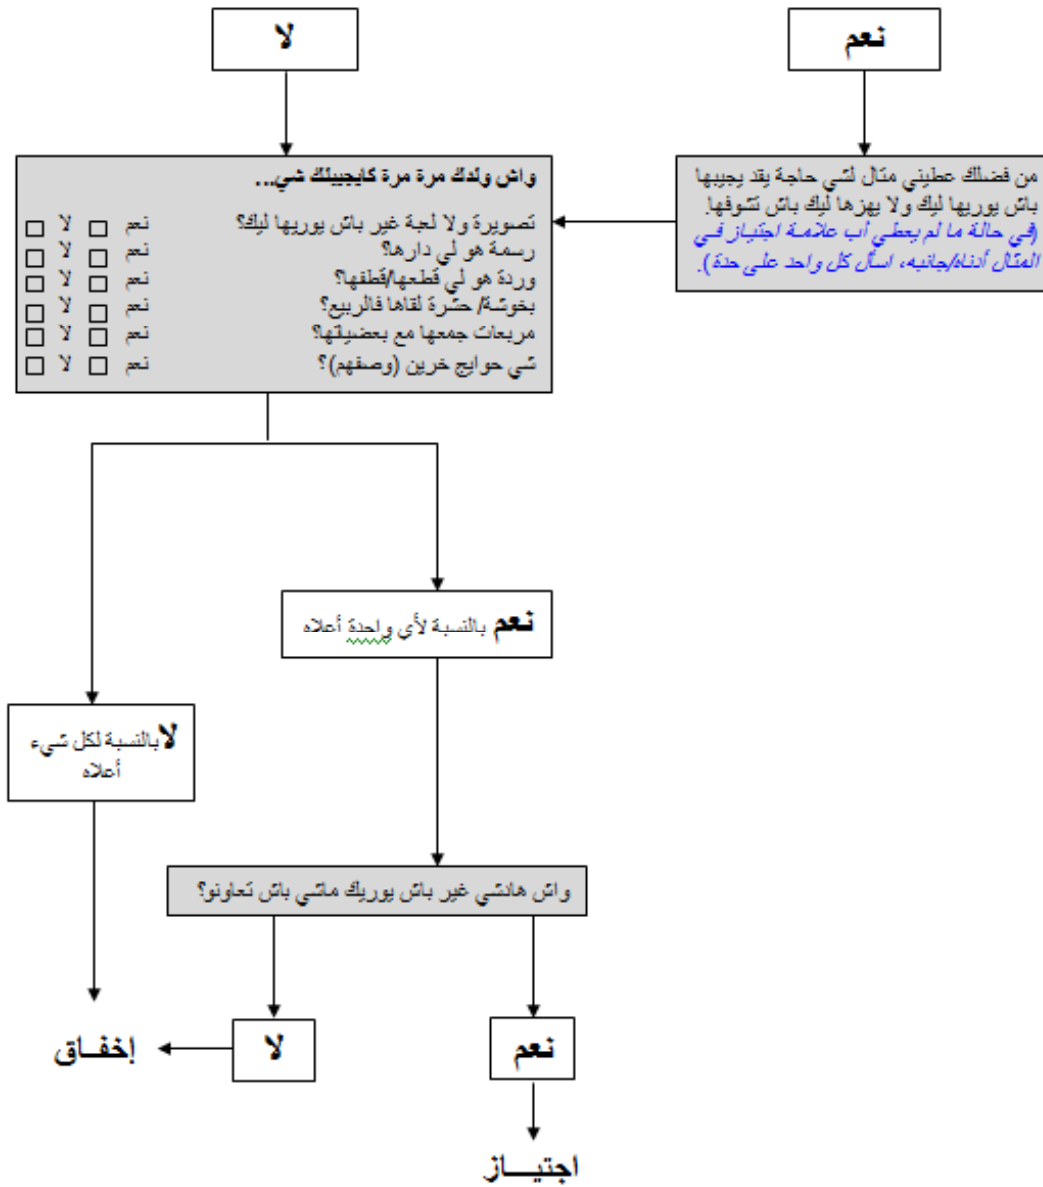 نعم
لا
من فضلك عطيني مثال لشي حاجة يقد يجيبها
باش يوريها ليك ولا يهزها ليك باش تشوفها.
(في حالة ما لم يعطي أب علامة اجتياز في
المثال أدناه/جانبه، اسأل كل واحد على حدة).
واش ولدك مرة مرة كايجيبلك شي...
تصويرة ولا لعبة غير باش يوريها ليك؟ نعم □ لا □
رسمة هو لي دارها؟ نعم □ لا □
وردة هو لي قطعها/قطفها؟ نعم □ لا □
بخوشة/ حشرة لقاها فالربيع؟ نعم □ لا □
مربعات جمعها مع بعضياتها؟ نعم □ لا □
شي حوايج خرين (وصفهم)؟ نعم □ لا □
نعم بالنسبة لأي واحدة أعلاه
لا بالنسبة لكل شيء
أعلاه
واش هادشي غير باش يوريك ماشي باش تعاونو؟
نعم
لا
إخفـاق
اجتيـــاز